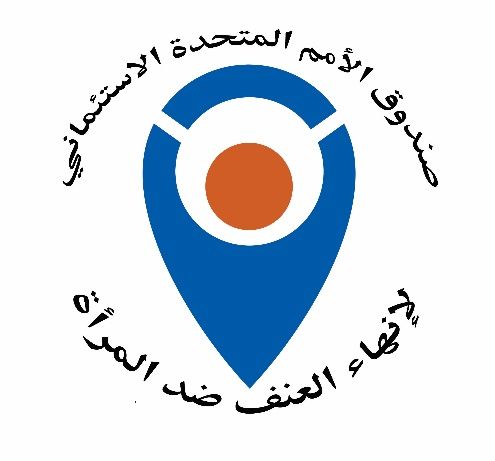 صندوق الأمم المتحدة الاستئماني
لإنهاء العنف ضد المرأة